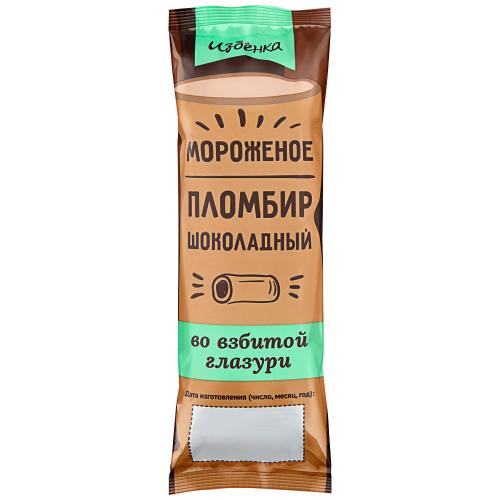 Избёнка
МОРОЖЕНОЕ
ПЛОМБИР
ШОКОЛАДНЫЙ
во взбитой
глазури
Дата изготовления (число, месяц, год):